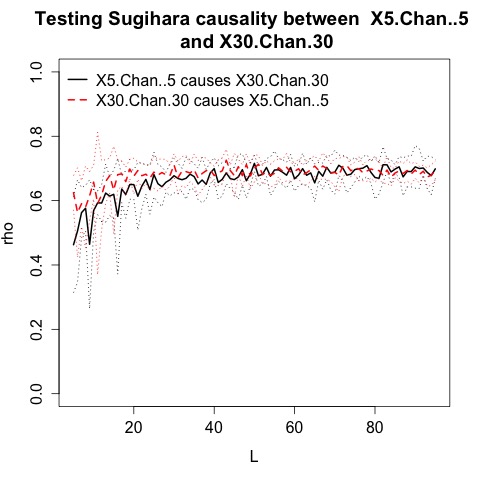 Testing Sugihara causality between  X5.Chan..5
and X30.Chan.30
X5.Chan..5 causes X30.Chan.30
X30.Chan.30 causes X5.Chan..5
1.0
0.8
0.6
0.4
0.2
0.0
rho
20 40 60 80
L